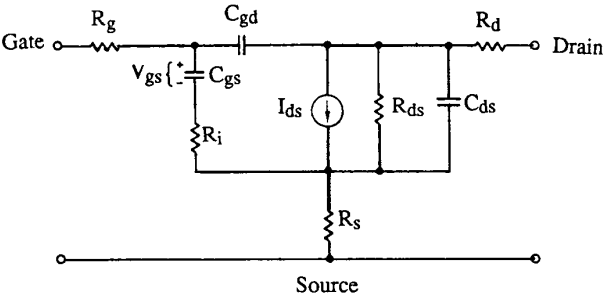 Rg
Cgd
Rd
Gate
Drain
Vgs{ + -
Cgs
Ids
Rds
Cds
Ri
Rs
Source